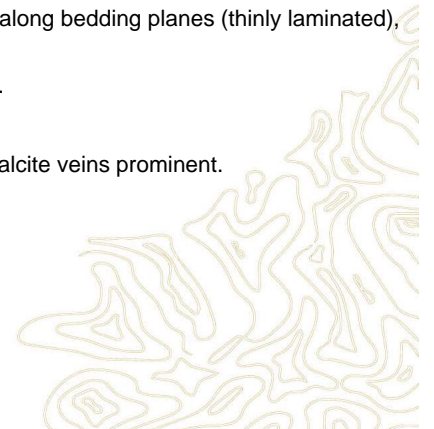 along bedding planes (thinly laminated),
.
alcite veins prominent.